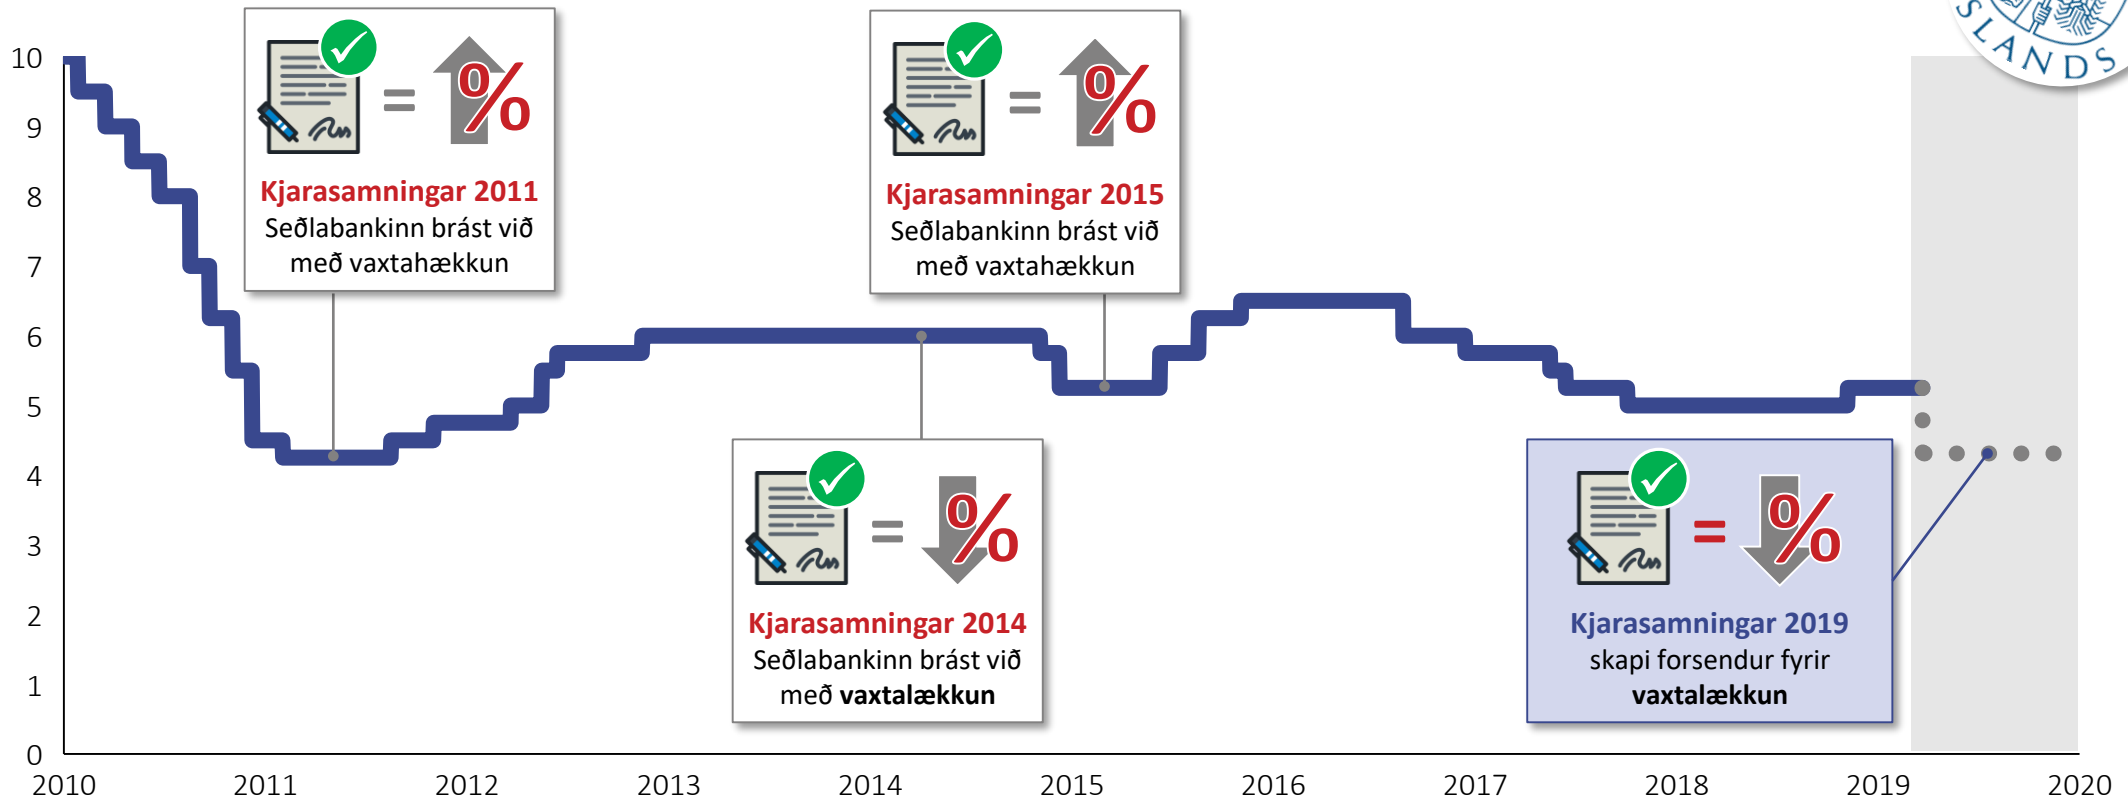 SLANDS
10
9
8
7
6
5
4
3
2
1
0
%
Kjarasamningar 2011
Seðlabankinn brást við
með vaxtahækkun
%
Kjarasamningar 2015
Seðlabankinn brást við
með vaxtahækkun
%
Kjarasamningar 2014
Seðlabankinn brást við
með vaxtalækkun
%
Kjarasamningar 2019
skapi forsendur fyrir
vaxtalækkun
2010 2011 2012 2013 2014 2015 2016 2017 2018 2019 2020